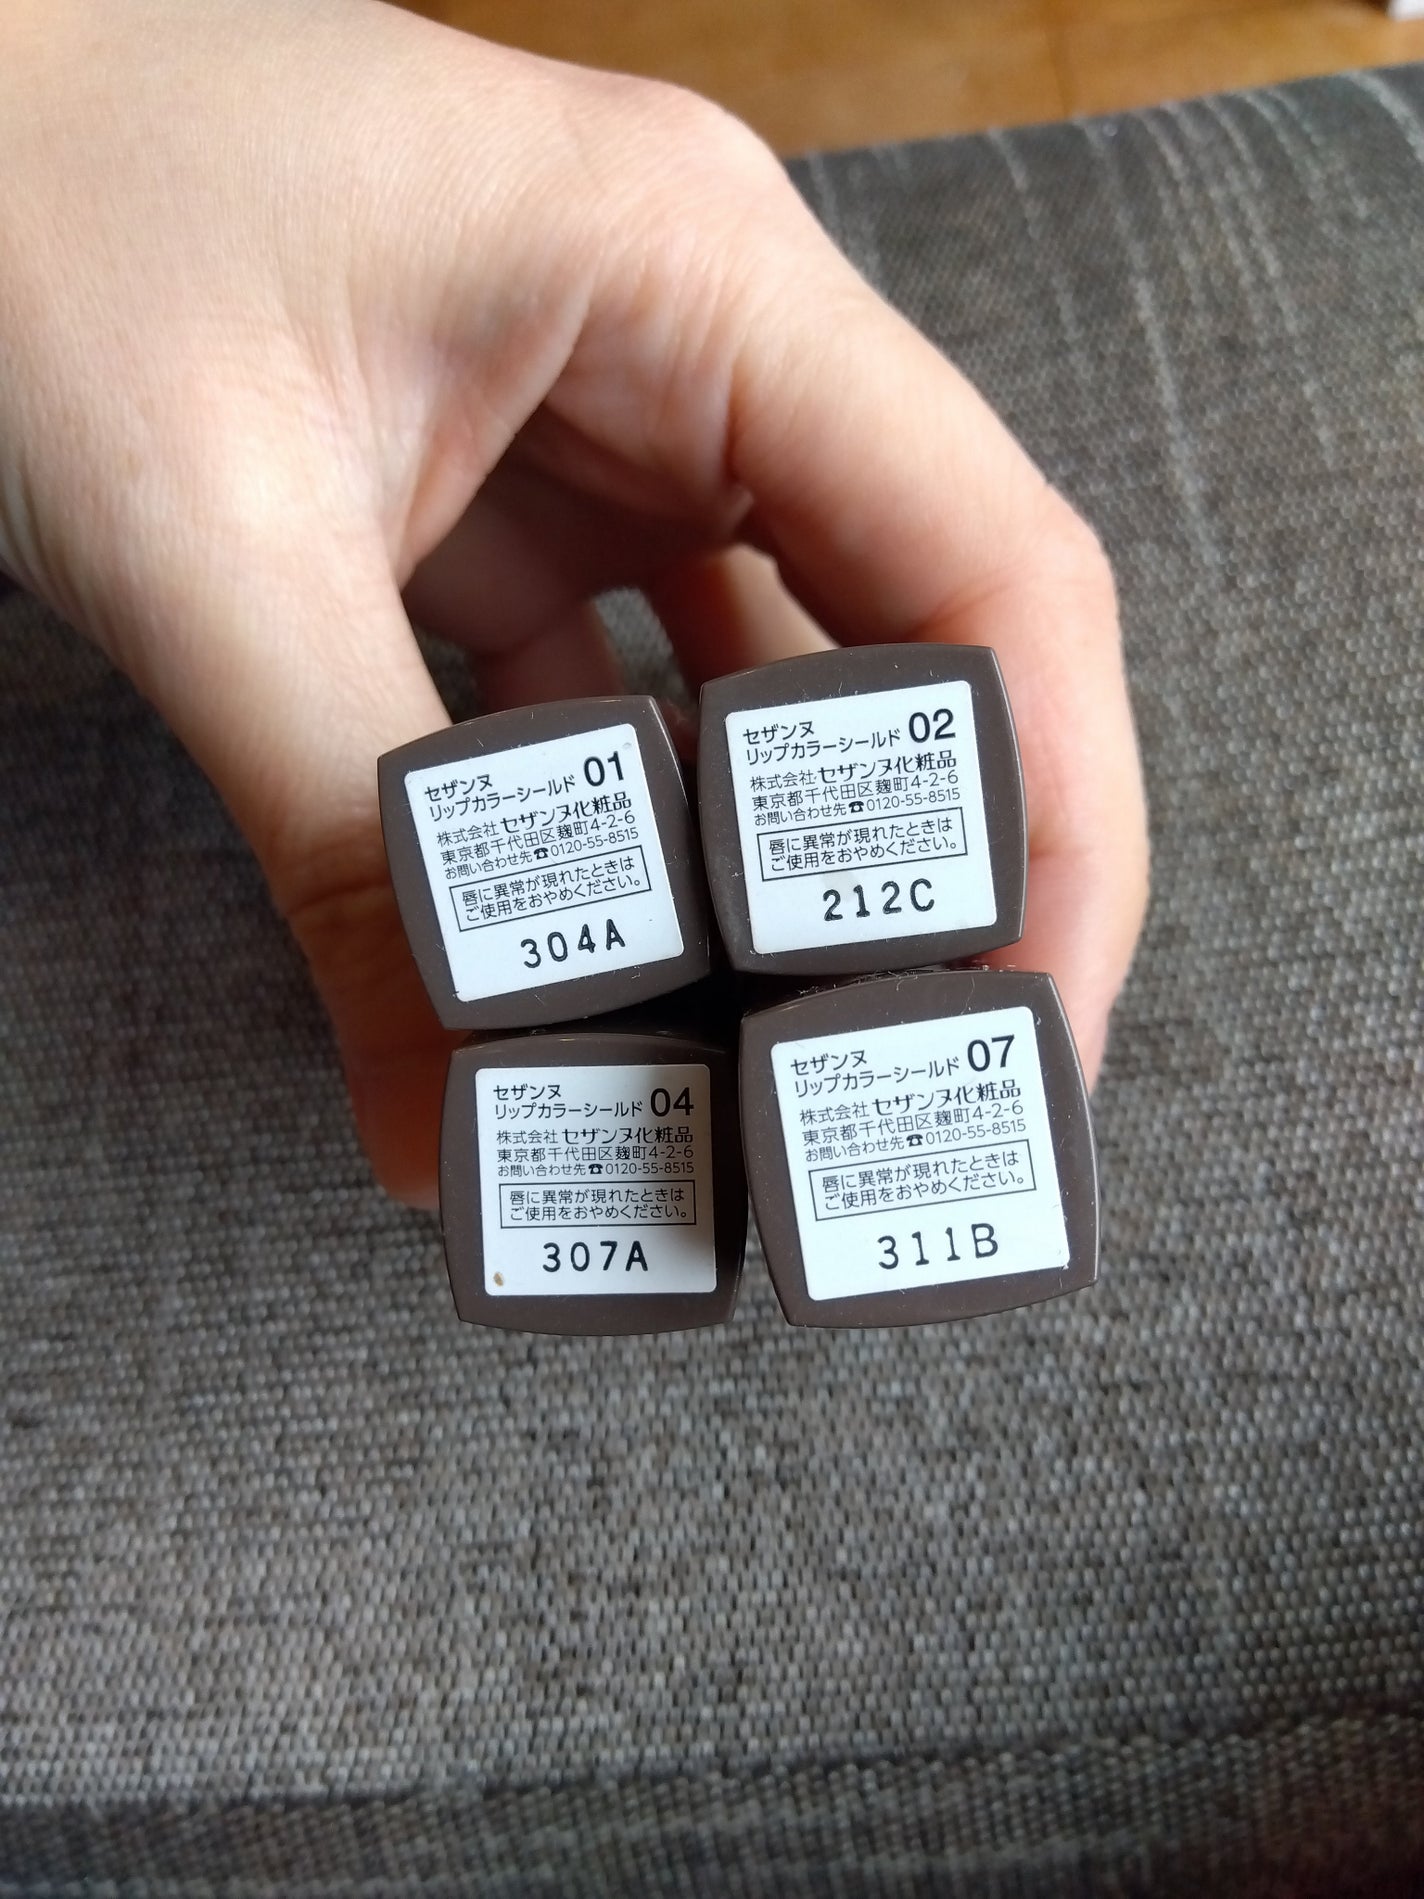 セザンヌ
リップカラーシールド 01
株式会社 セザンヌ化粧品
東京都千代田区麹町4-2-6
お問い合わせ先☎0120-55-8515
唇に異常が現れたときは
ご使用をおやめください。
304A
セザンヌ
リップカラーシールド 02
株式会社 セザンヌ化粧品
東京都千代田区麹町4-2-6
お問い合わせ先☎0120-55-8515
唇に異常が現れたときは
ご使用をおやめください。
212C
セザンヌ
リップカラーシールド 04
株式会社 セザンヌ化粧品
東京都千代田区麹町4-2-6
お問い合わせ先☎0120-55-8515
唇に異常が現れたときは
ご使用をおやめください。
307A
セザンヌ
リップカラーシールド 07
株式会社 セザンヌ化粧品
東京都千代田区麹町4-2-6
お問い合わせ先☎0120-55-8515
唇に異常が現れたときは
ご使用をおやめください。
311B